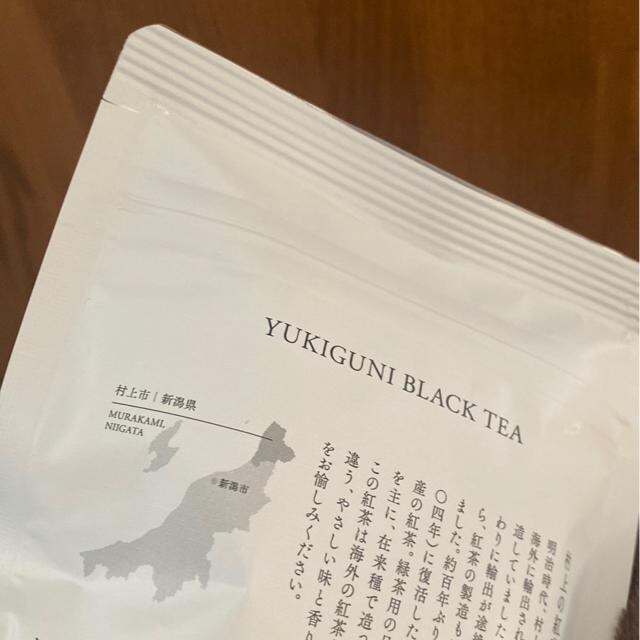 YUKIGUNI BLACK TEA
村上市 | 新潟県
MURAKAMI,
NIIGATA
新潟市
村上の紅
明治時代、村
海外に輸出され
造していました
わりに輸出が途
ら、紅茶の製造も
ました。約百年ぶり
〇四年）に復活した
産の紅茶。緑茶用の
を主に、在来種で造っ
この紅茶は海外の紅茶
違う、やさしい味と香り
をお愉しみください。